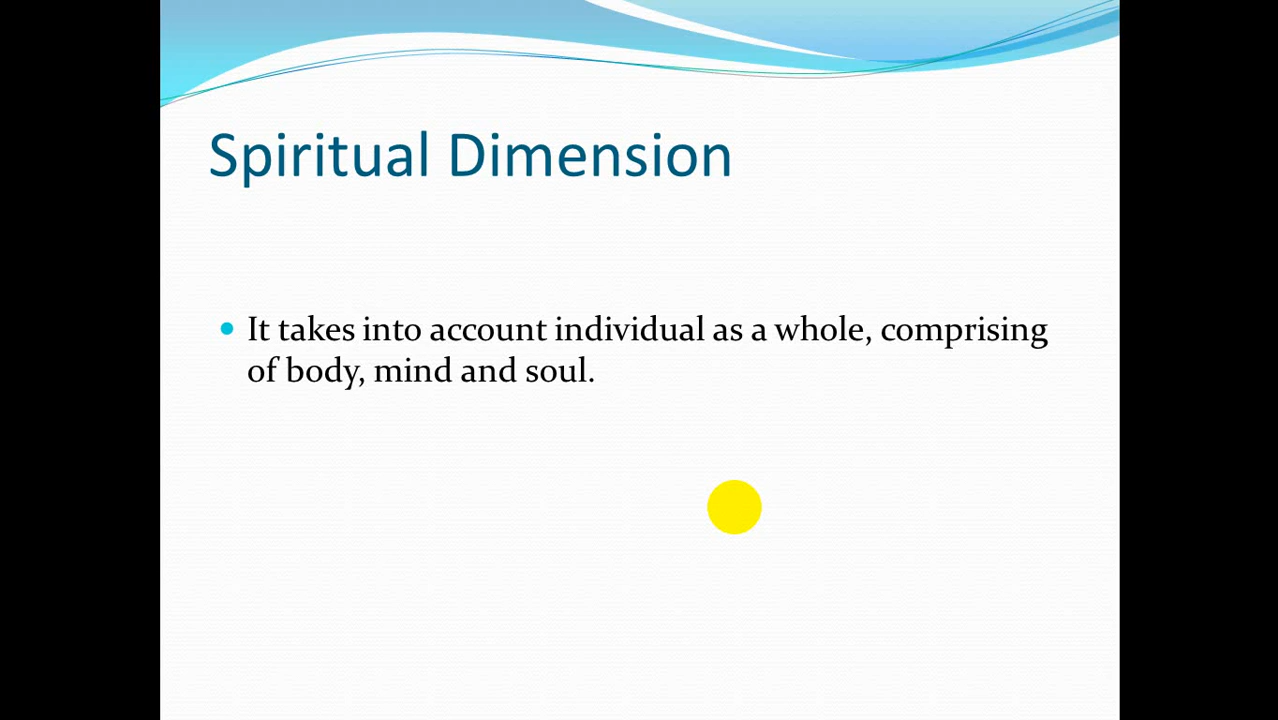 Spiritual Dimension
It takes into account individual as a whole, comprising
of body, mind and soul.